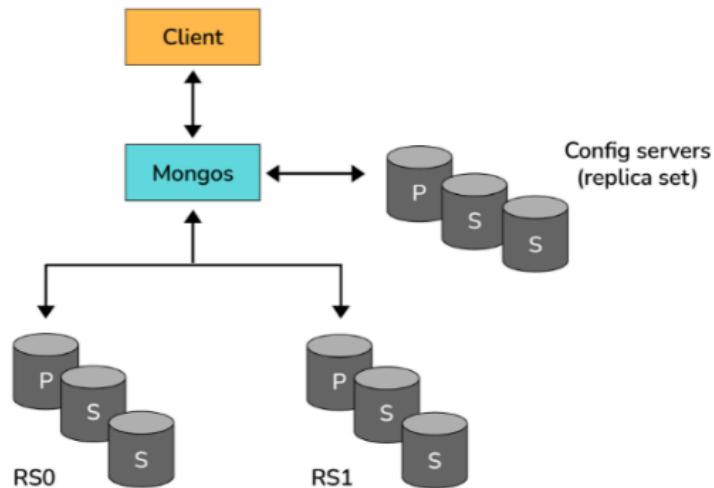 Client
Mongos
Config servers
(replica set)
P
S
S
P
S
S
RS0
P
S
S
RS1